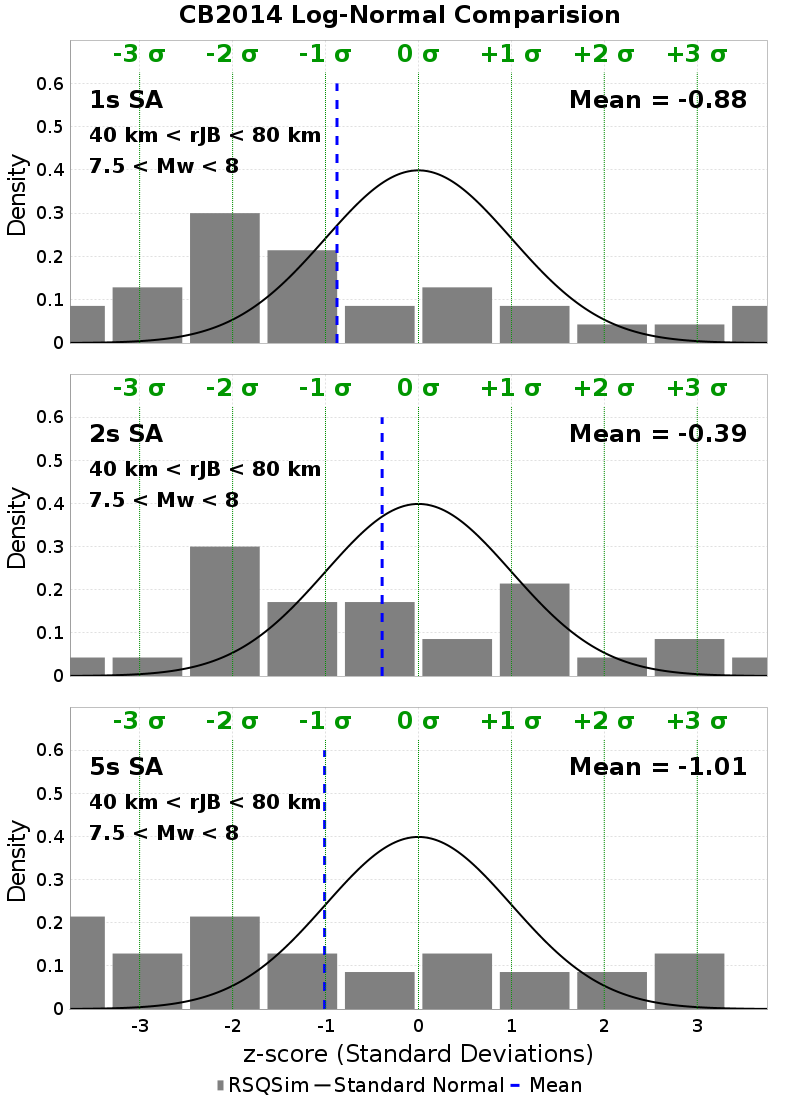 CB2014 Log-Normal Comparision
-3 σ -2 σ -1 σ 0 σ +1 σ +2 σ +3 σ
0.6
1s SA Mean = -0.88
0.5
40 km < rJB < 80 km
7.5 < Mw < 8
0.4
Density
0.3
0.2
0.1
0
-3 σ -2 σ -1 σ 0 σ +1 σ +2 σ +3 σ
0.6
2s SA Mean = -0.39
0.5
40 km < rJB < 80 km
7.5 < Mw < 8
0.4
Density
0.3
0.2
0.1
0
-3 σ -2 σ -1 σ 0 σ +1 σ +2 σ +3 σ
0.6
5s SA Mean = -1.01
0.5
40 km < rJB < 80 km
7.5 < Mw < 8
0.4
Density
0.3
0.2
0.1
0
-3 -2 -1 0 1 2 3
z-score (Standard Deviations)
RSQSim Standard Normal Mean